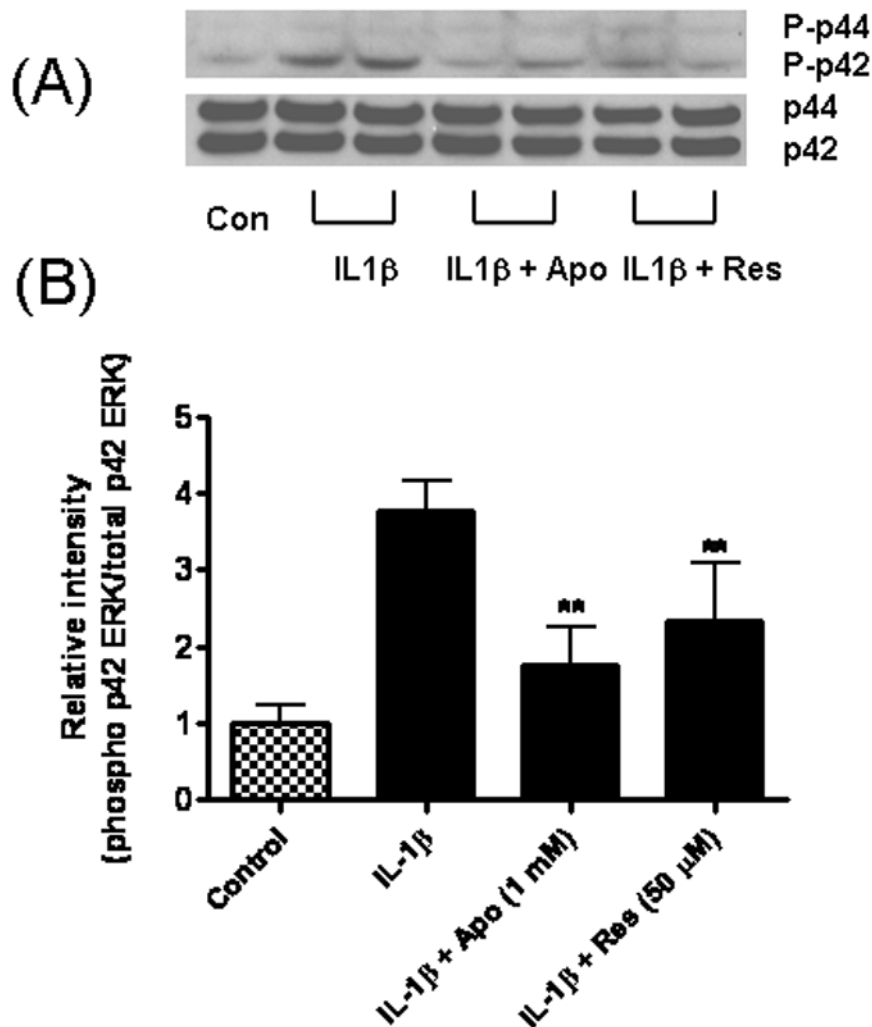 (A)
P-p44
P-p42
p44
p42
Con
IL1β
IL1β + Apo
IL1β + Res
(B)
Relative intensity
(phospho p42 ERK/total p42 ERK)
5
4
3
2
1
0
**
**
Control
IL-1β
IL-1β + Apo (1 mM)
IL-1β + Res (50 μM)